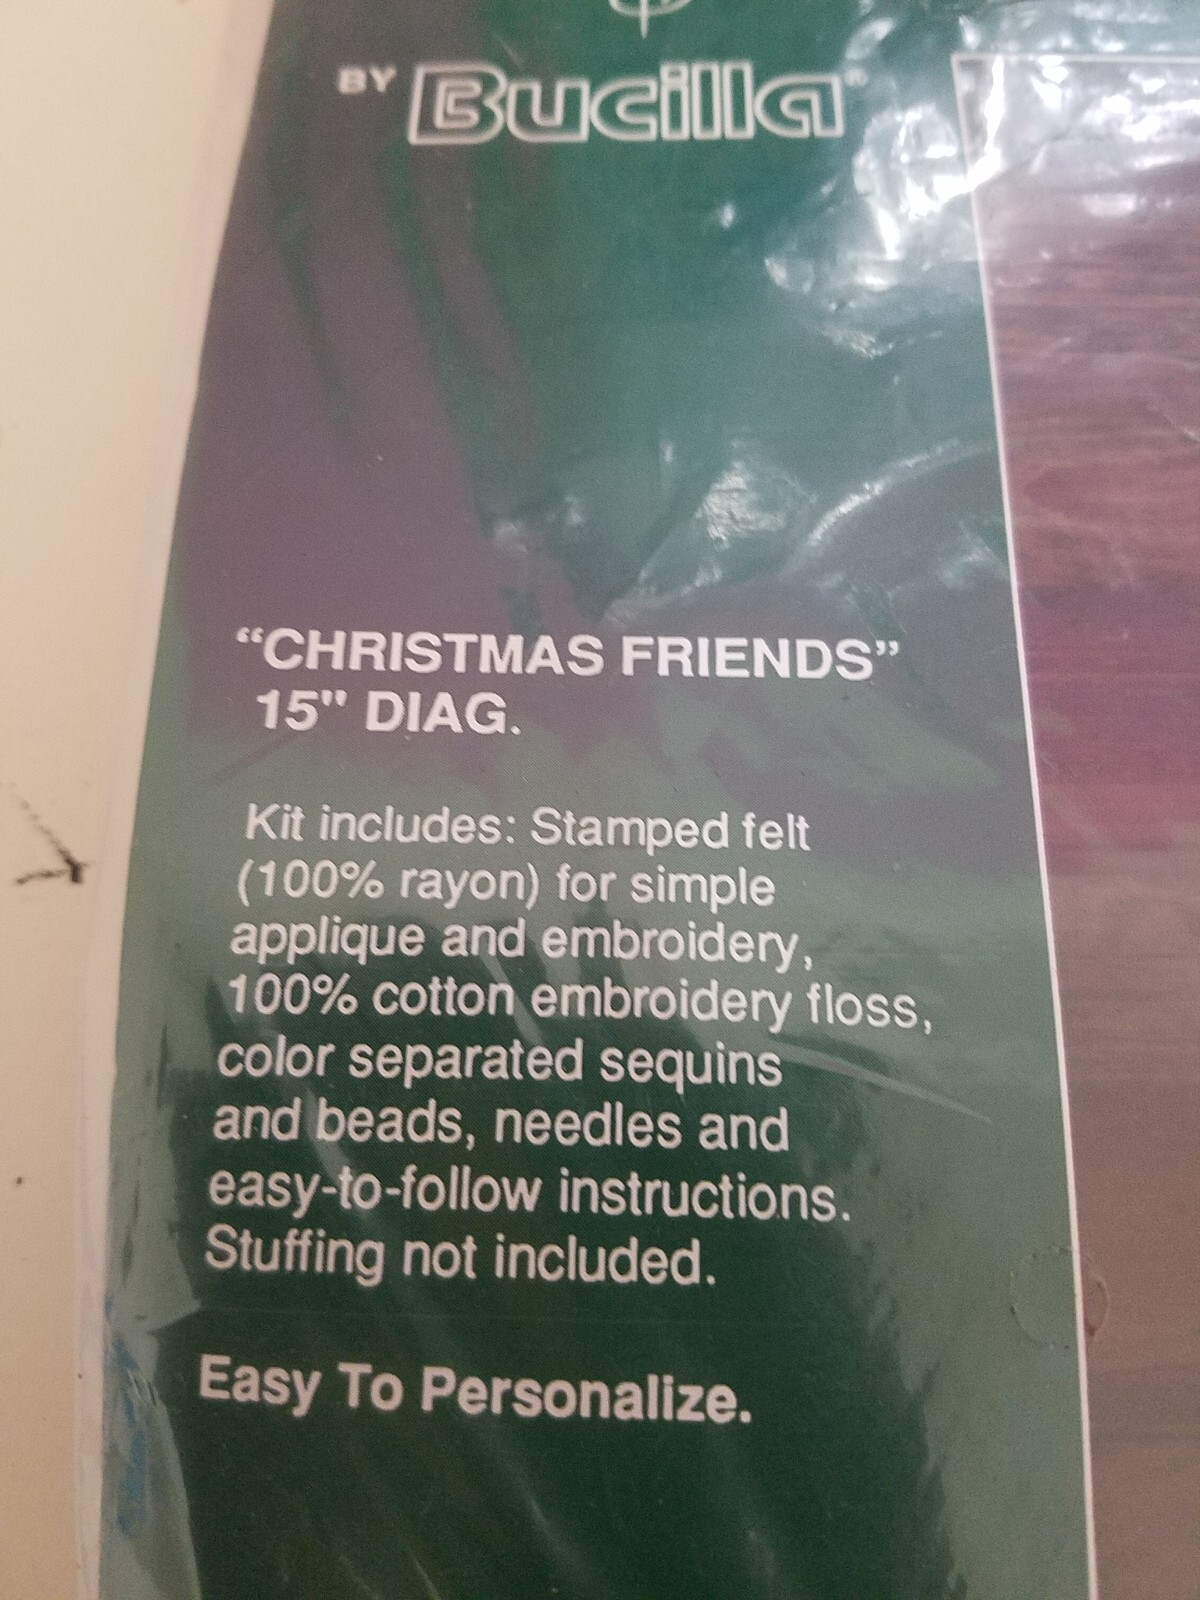 BY Bucilla®
“CHRISTMAS FRIENDS”
15" DIAG.
Kit includes: Stamped felt
(100% rayon) for simple
applique and embroidery,
100% cotton embroidery floss,
color separated sequins
and beads, needles and
easy-to-follow instructions.
Stuffing not included.
Easy To Personalize.